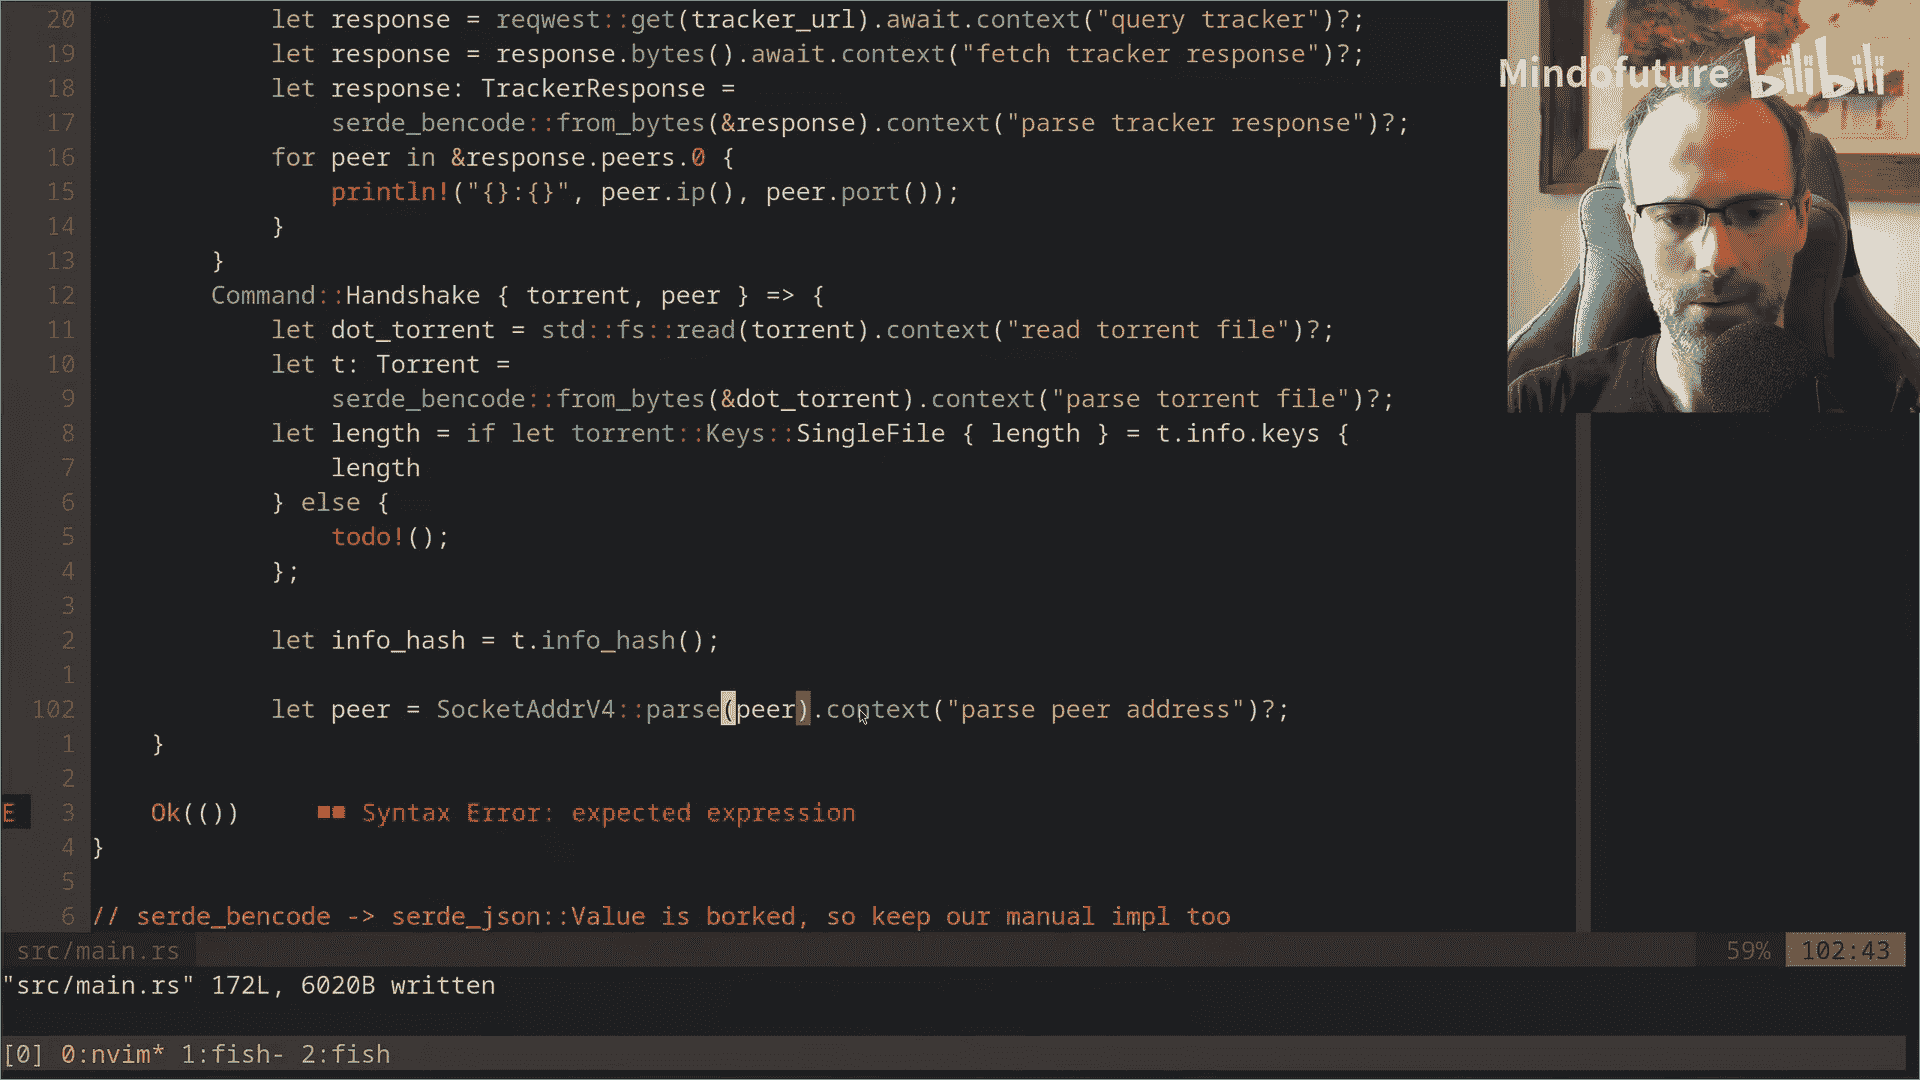 20 let response = reqwest::get(tracker_url).await.context("query tracker")?;
19 let response = response.bytes().await.context("fetch tracker response")?;
18 let response: TrackerResponse =
17 serde_bencode::from_bytes(&response).context("parse tracker response")?;
16 for peer in &response.peers.0 {
15 println!("{}:{}", peer.ip(), peer.port());
14 }
13 }
12 Command::Handshake { torrent, peer } => {
11 let dot_torrent = std::fs::read(torrent).context("read torrent file")?;
10 let t: Torrent =
9 serde_bencode::from_bytes(&dot_torrent).context("parse torrent file")?;
8 let length = if let torrent::Keys::SingleFile { length } = t.info.keys {
7 length
6 } else {
5 todo!();
4 };
3
2 let info_hash = t.info_hash();
1
102 let peer = SocketAddrV4::parse(peer).context("parse peer address")?;
1 }
2
E 3 Ok(()) ■■ Syntax Error: expected expression
4 }
5
6 // serde_bencode -> serde_json::Value is borked, so keep our manual impl too
src/main.rs 59% 102:43
"src/main.rs" 172L, 6020B written
[0] 0:nvim* 1:fish- 2:fish
Mindofuture bilibili